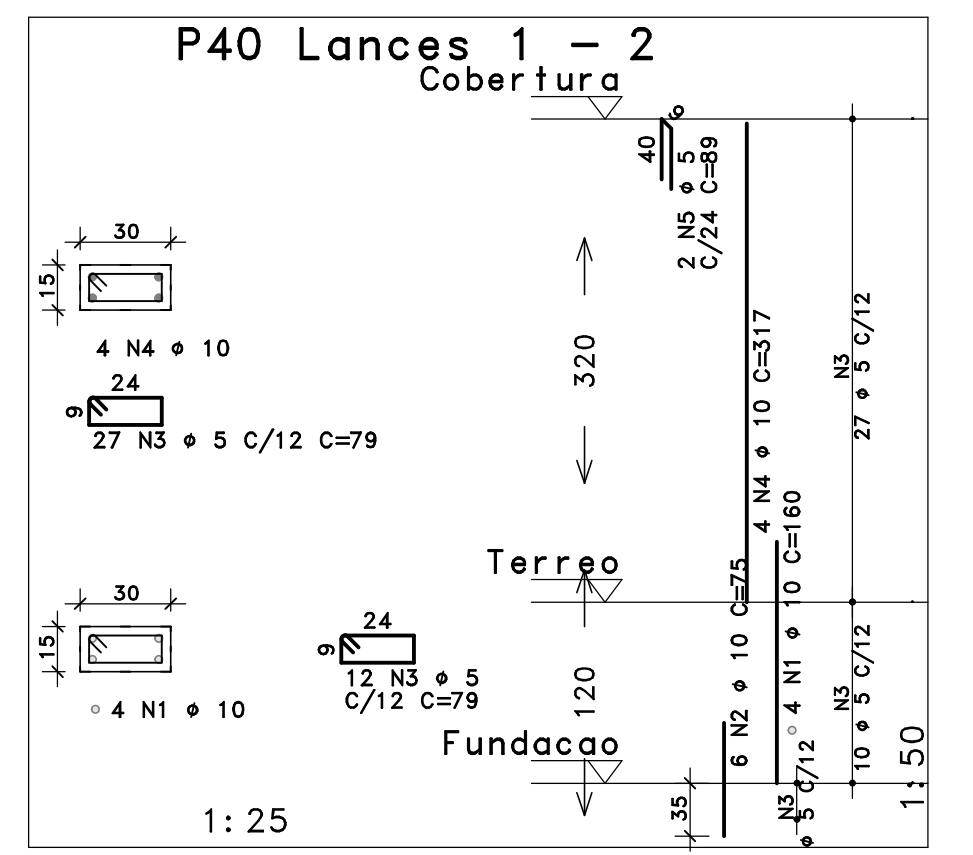 P40 Lances 1 - 2
Cobertura
9
40
2 N5 ø 5
C/24 C=89
30
15
4 N4 ø 10
24
9
27 N3 ø 5 C/12 C=79
320
4 N4 ø 10 C=317
N3
27 ø 5 C/12
Terreo
30
15
4 N1 ø 10
24
9
12 N3 ø 5
C/12 C=79
120
6 N2 ø 10 C=75
4 N1 ø 10 C=160
N3
10 ø 5 C/12
Fundacao
35
N3
ø 5 C/12
1:25
1:50